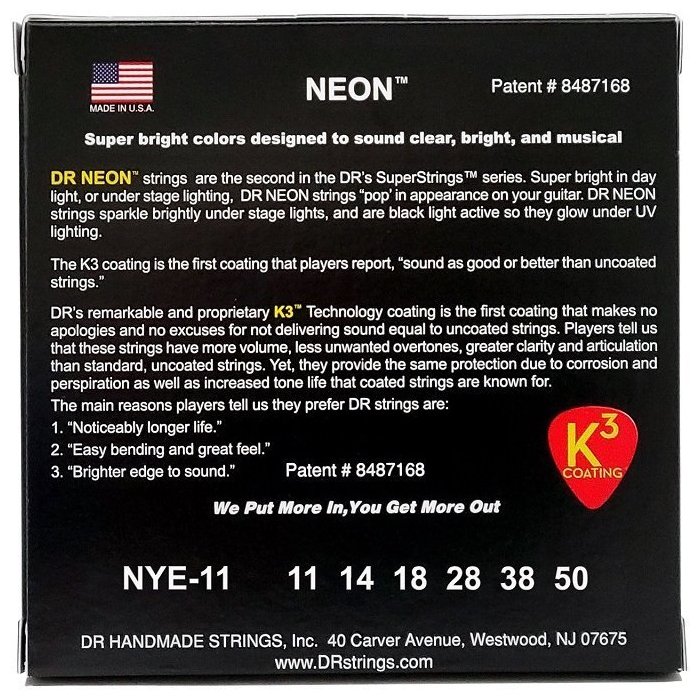 MADE IN U.S.A.
NEON™
Patent # 8487168
Super bright colors designed to sound clear, bright, and musical
DR NEON™ strings are the second in the DR's SuperStrings™ series. Super bright in day
light, or under stage lighting, DR NEON strings "pop' in appearance on your guitar. DR NEON
strings sparkle brightly under stage lights, and are black light active so they glow under UV
lighting.
The K3 coating is the first coating that players report, "sound as good or better than uncoated
strings."
DR's remarkable and proprietary K3™ Technology coating is the first coating that makes no
apologies and no excuses for not delivering sound equal to uncoated strings. Players tell us
that these strings have more volume, less unwanted overtones, greater clarity and articulation
than standard, uncoated strings. Yet, they provide the same protection due to corrosion and
perspiration as well as increased tone life that coated strings are known for.
The main reasons players tell us they prefer DR strings are:
1. "Noticeably longer life."
2. "Easy bending and great feel."
3. "Brighter edge to sound." Patent # 8487168
K3
COATING
We Put More In,You Get More Out
NYE-11 11 14 18 28 38 50
DR HANDMADE STRINGS, Inc. 40 Carver Avenue, Westwood, NJ 07675
www.DRstrings.com